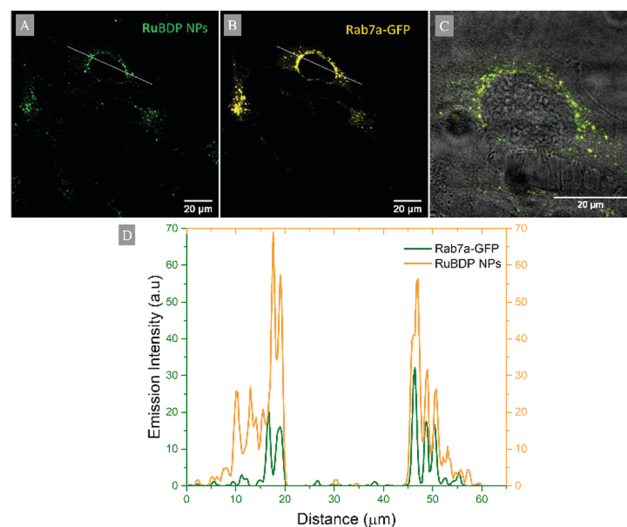 A RuBDP NPs B Rab7a-GFP C
20 μm 20 μm 20 μm
D
70 70
Rab7a-GFP
RuBDP NPs
60 60
50 50
40 40
30 30
20 20
10 10
0 0
0 10 20 30 40 50 60
Emission Intensity (a.u)
Distance (μm)